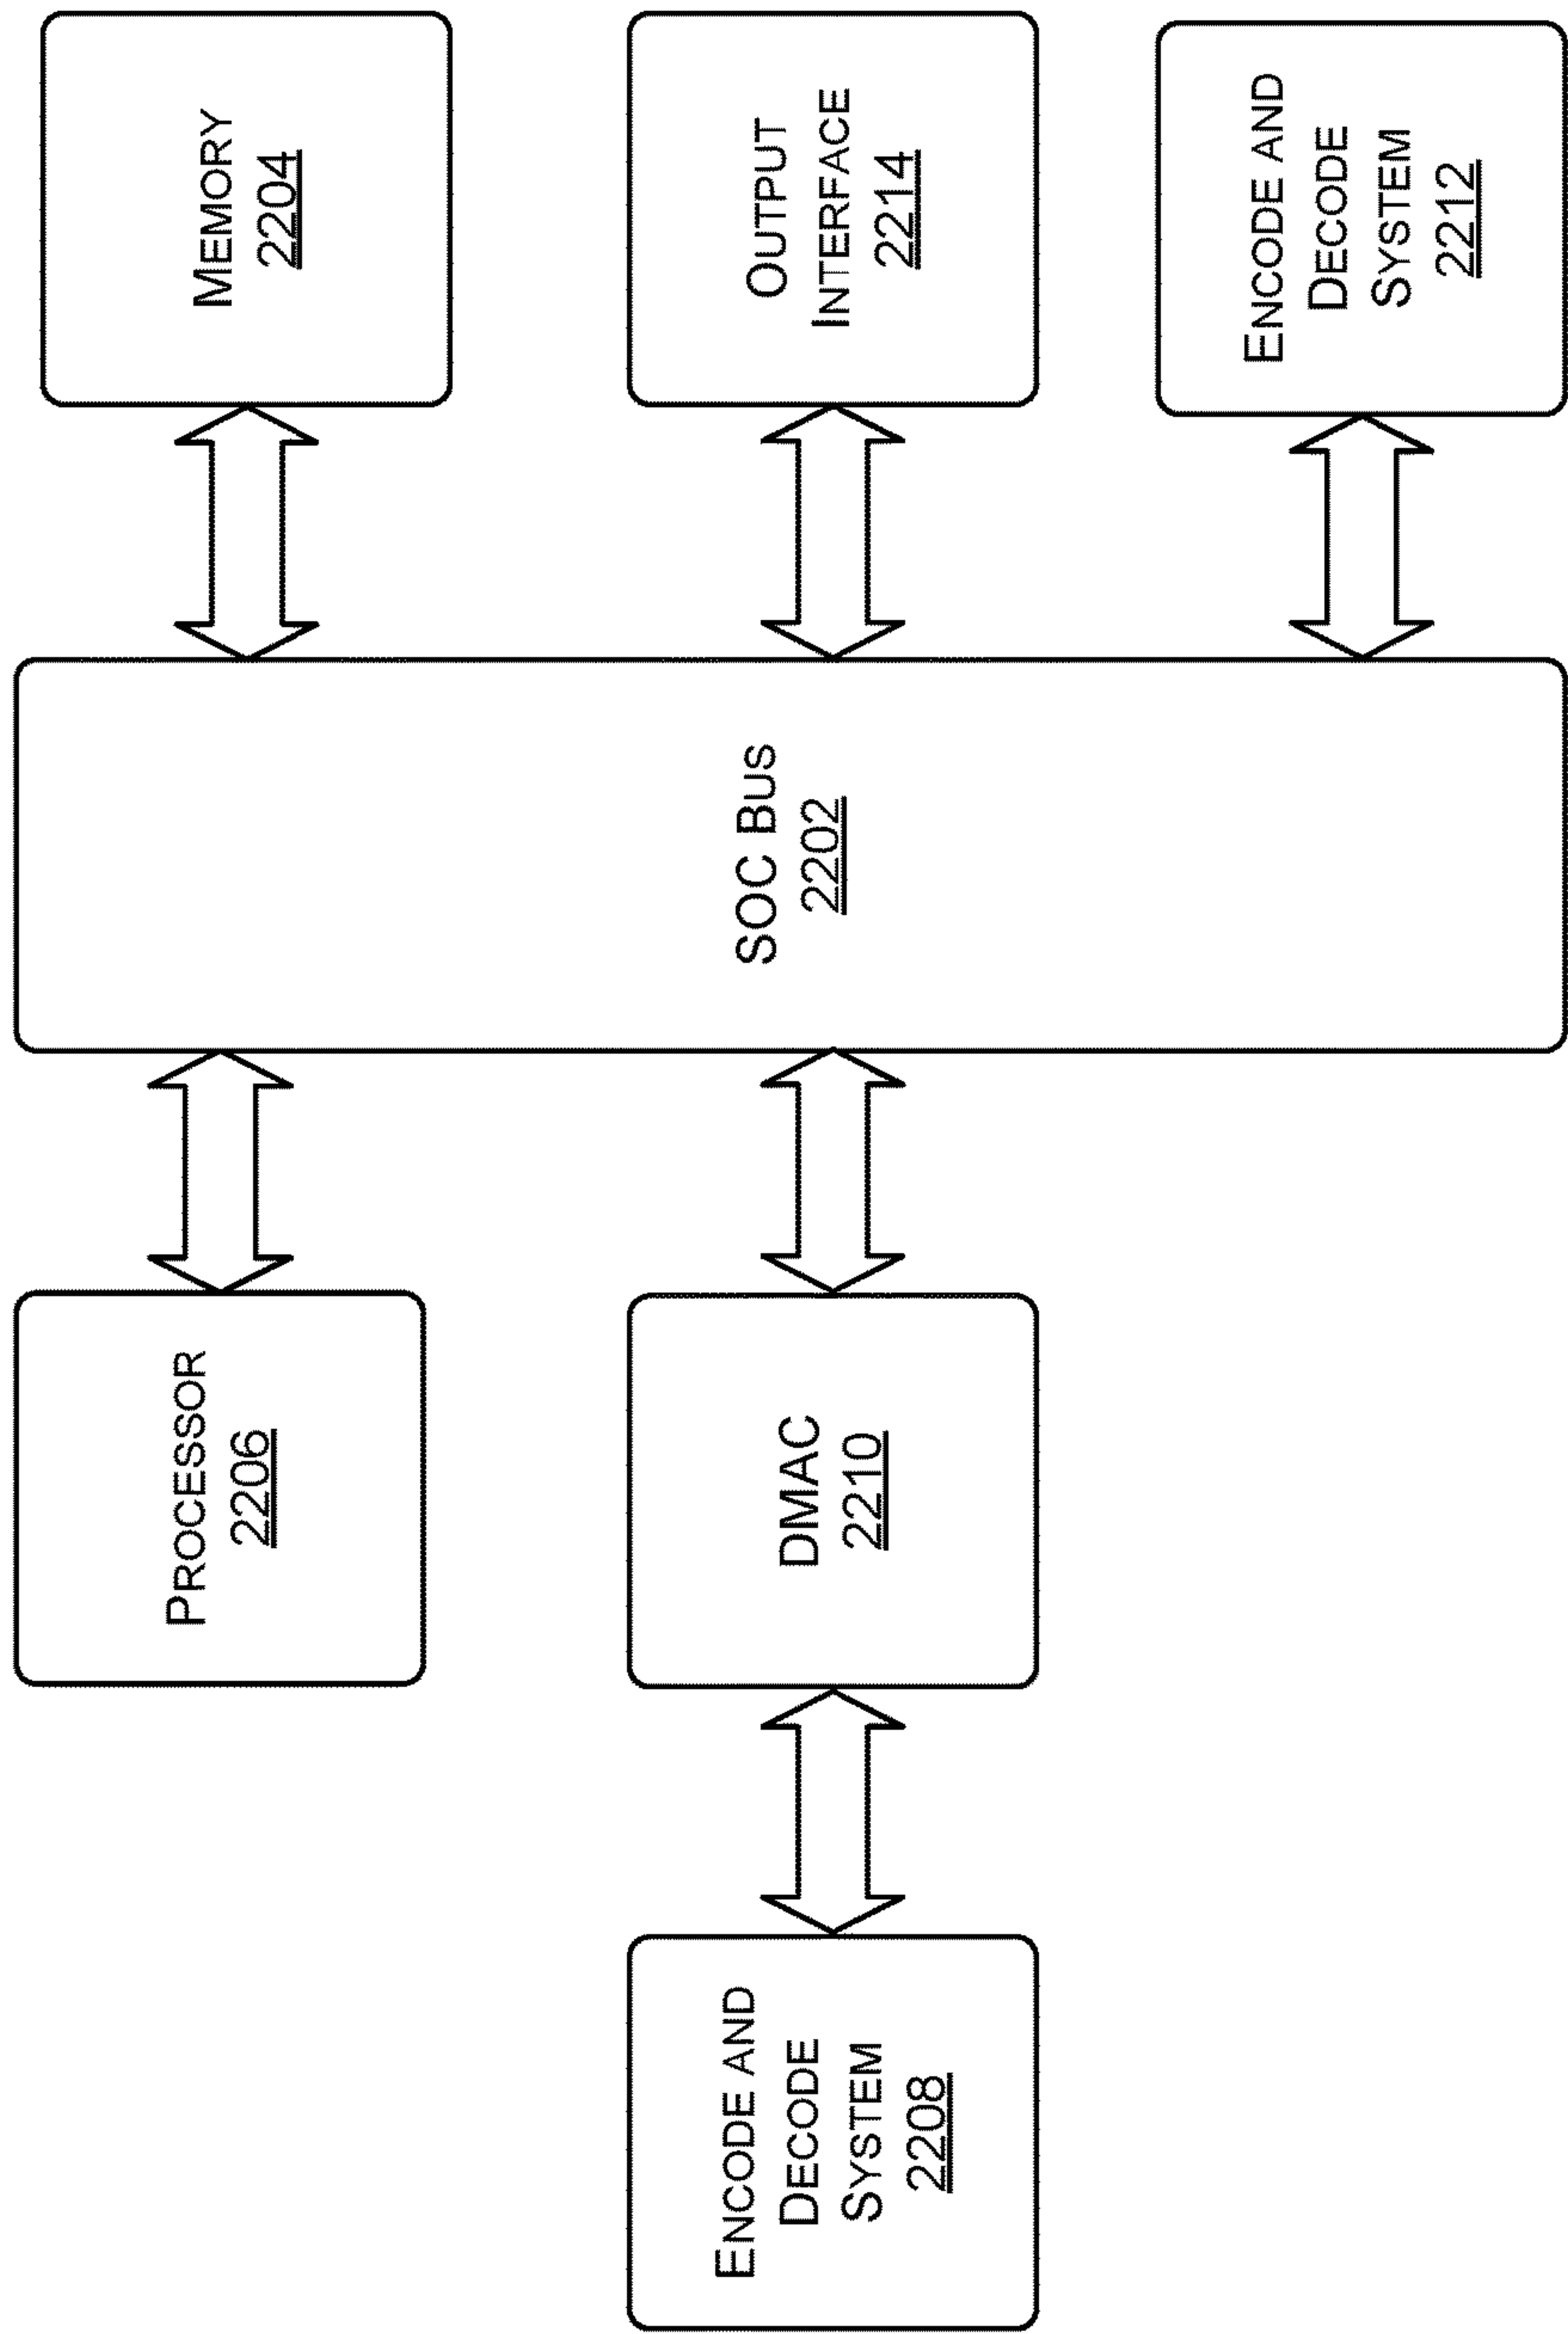 MEMORY
2204
OUTPUT
INTERFACE
2214
ENCODE AND
DECODE
SYSTEM
2212
SOC BUS
2202
PROCESSOR
2206
DMAC
2210
ENCODE AND
DECODE
SYSTEM
2208